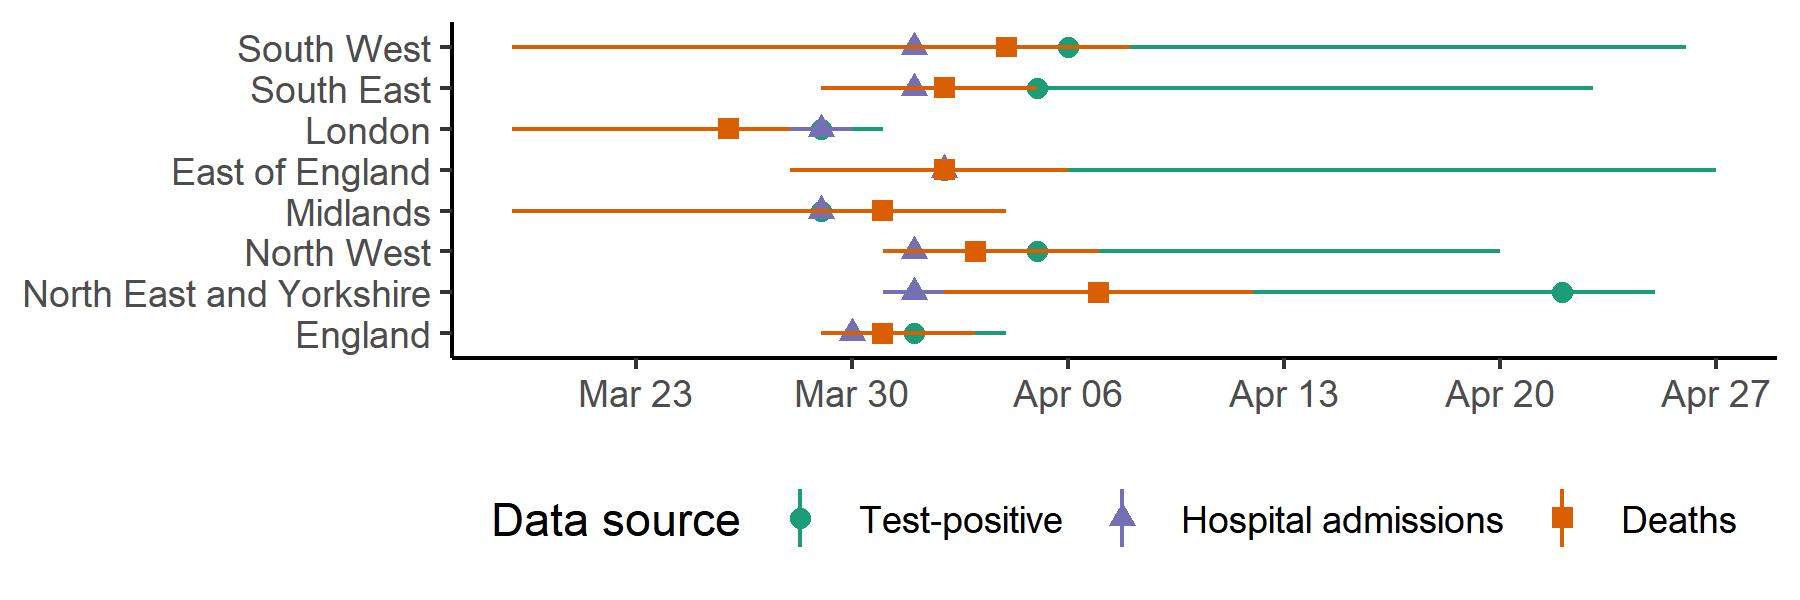 South West
South East
London
East of England
Midlands
North West
North East and Yorkshire
England
Mar 23 Mar 30 Apr 06 Apr 13 Apr 20 Apr 27
Data source Test-positive Hospital admissions Deaths